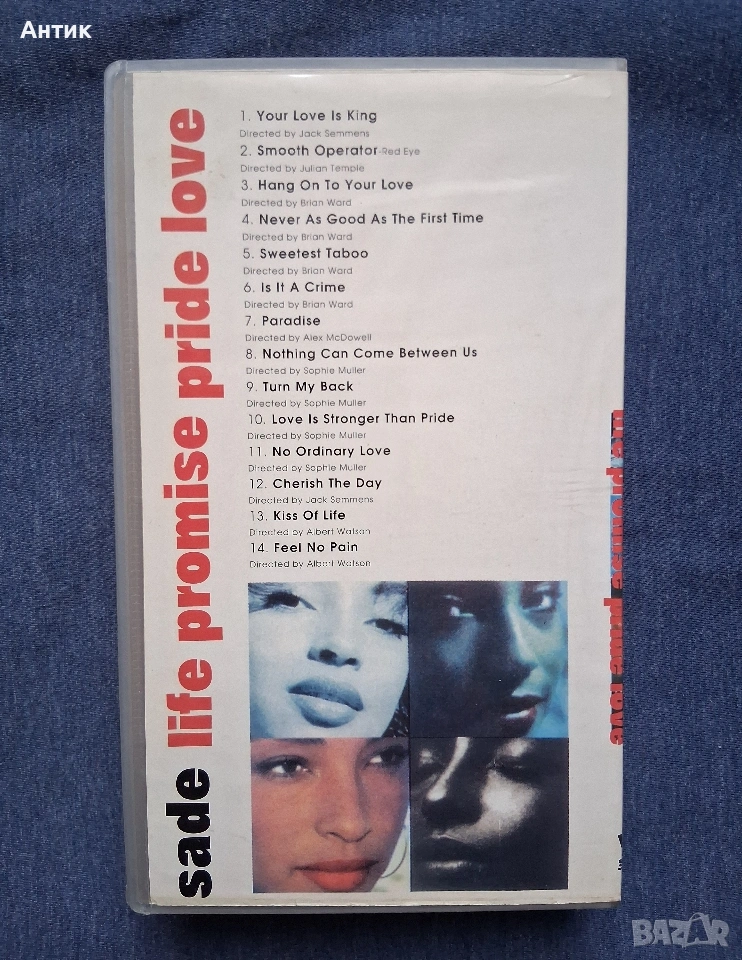 Антик
sade life promise pride love
1. Your Love Is King
Directed by Jack Semmens
2. Smooth Operator-Red Eye
Directed by Julian Temple
3. Hang On To Your Love
Directed by Brian Ward
4. Never As Good As The First Time
Directed by Brian Ward
5. Sweetest Taboo
Directed by Brian Ward
6. Is It A Crime
Directed by Brian Ward
7. Paradise
Directed by Alex McDowell
8. Nothing Can Come Between Us
Directed by Sophie Muller
9. Turn My Back
Directed by Sophie Muller
10. Love Is Stronger Than Pride
Directed by Sophie Muller
11. No Ordinary Love
Directed by Sophie Muller
12. Cherish The Day
Directed by Jack Semmens
13. Kiss Of Life
Directed by Albert Watson
14. Feel No Pain
Directed by Albert Watson
life promise pride love
BAZAR